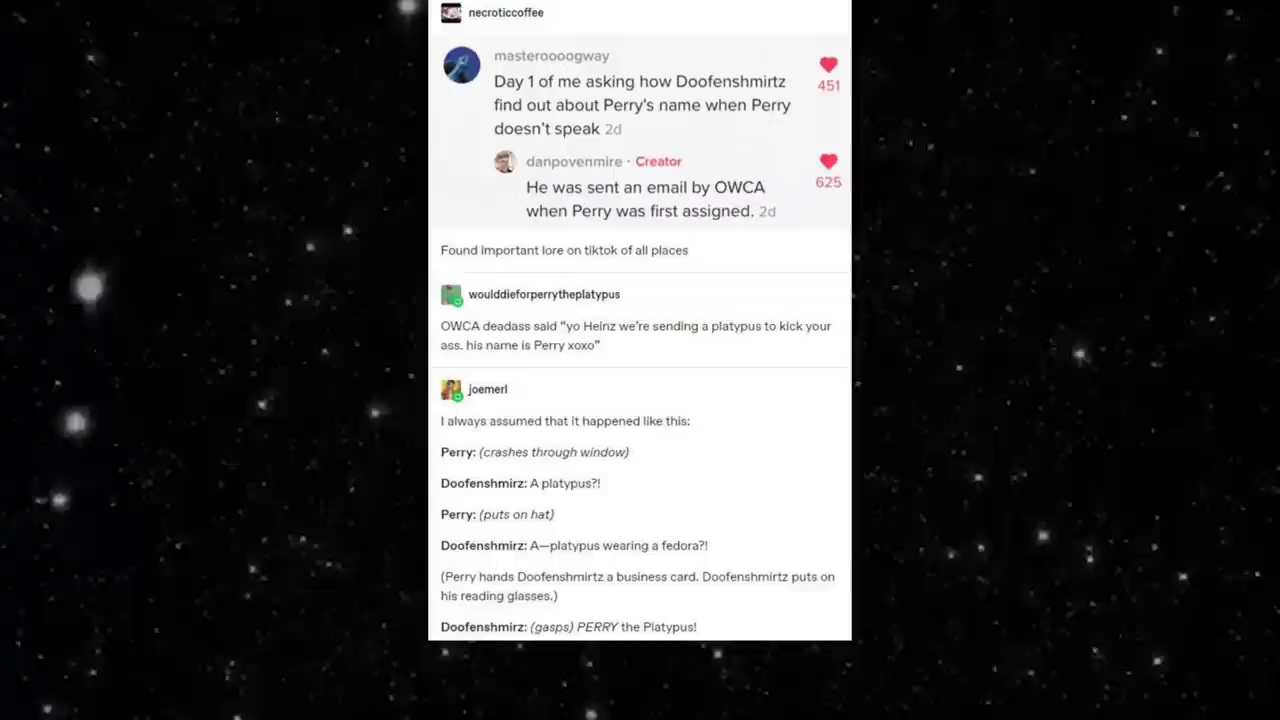 necroticcoffee
masteroooogway
Day 1 of me asking how Doofenshmirtz
find out about Perry's name when Perry
doesn't speak 2d
451
danpovenmire · Creator
He was sent an email by OWCA
when Perry was first assigned. 2d
625
Found important lore on tiktok of all places
woulddieforperrytheplatypus
OWCA deadass said “yo Heinz we're sending a platypus to kick your
ass. his name is Perry xoxo”
joemerl
I always assumed that it happened like this:
Perry: (crashes through window)
Doofenshmirz: A platypus?!
Perry: (puts on hat)
Doofenshmirz: A—platypus wearing a fedora?!
(Perry hands Doofenshmirtz a business card. Doofenshmirtz puts on
his reading glasses.)
Doofenshmirz: (gasps) PERRY the Platypus!